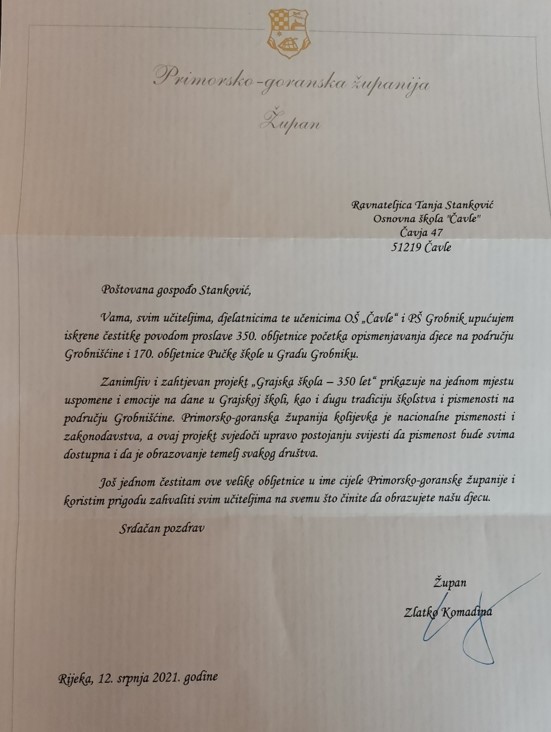 Primorsko-goranska županija
Župan
Ravnateljica Tanja Stanković
Osnovna škola "Čavle"
Čavja 47
51219 Čavle
Poštovana gospođo Stanković,
Vama, svim učiteljima, djelatnicima te učenicima OŠ „Čavle“ i PŠ Grobnik upućujem
iskrene čestitke povodom proslave 350. obljetnice početka opismenjavanja djece na području
Grobnišćine i 170. obljetnice Pučke škole u Gradu Grobniku.
Zanimljiv i zahtjevan projekt „Grajska škola – 350 let“ prikazuje na jednom mjestu
uspomene i emocije na dane u Grajskoj školi, kao i dugu tradiciju školstva i pismenosti na
području Grobnišćine. Primorsko-goranska županija kolijevka je nacionalne pismenosti i
zakonodavstva, a ovaj projekt svjedoči upravo postojanju svijesti da pismenost bude svima
dostupna i da je obrazovanje temelj svakog društva.
Još jednom čestitam ove velike obljetnice u ime cijele Primorsko-goranske županije i
koristim prigodu zahvaliti svim učiteljima na svemu što činite da obrazujete našu djecu.
Srdačan pozdrav
Župan
Zlatko Komadina
Rijeka, 12. srpnja 2021. godine